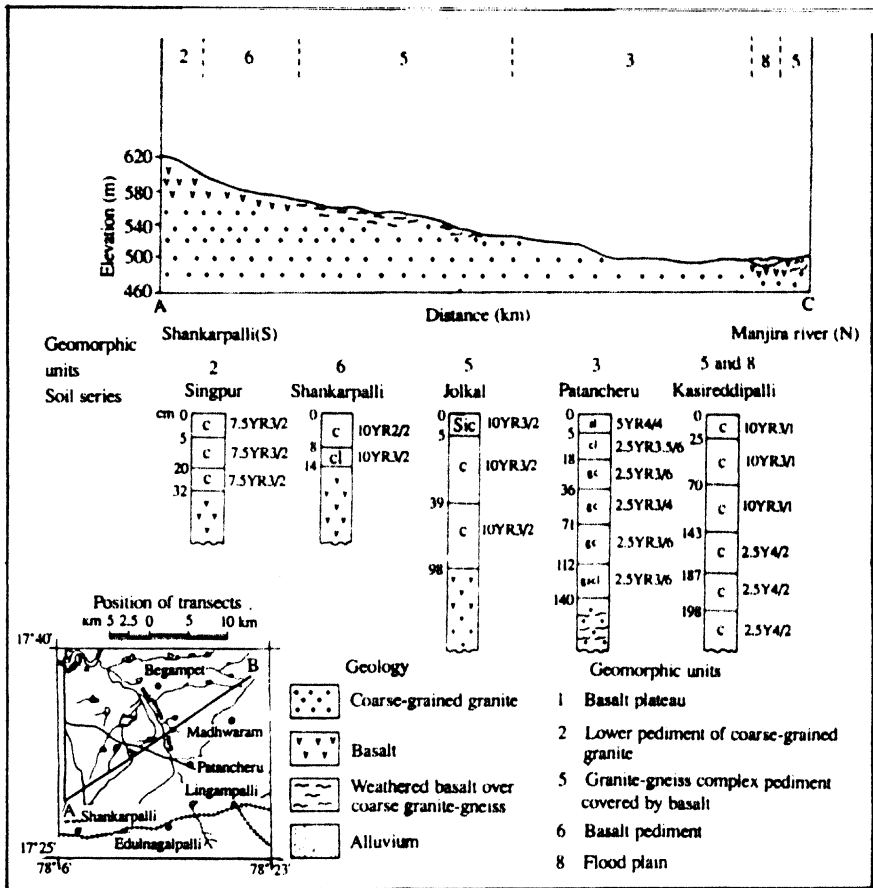 2 6 5 3 8 5
620
580
540
500
460
Elevation (m)
A C
Distance (km)
Shankarpalli(S) Manjira river (N)
Geomorphic units 2 6 5 3 5 and 8
Soil series Singpur Shankarpalli Jolkal Patancheru Kasireddipalli
cm 0 c 7.5YR3/2
5 c 7.5YR3/2
20 c 7.5YR3/2
32
0 c 10YR2/2
8 cl 10YR3/2
14
0 Sic 10YR3/2
5 c 10YR3/2
39 c 10YR3/2
98
0 5YR4/4
5 cl 2.5YR3.5/6
18 gc 2.5YR3/6
36 gc 2.5YR3/4
71 gc 2.5YR3/6
112 gscl 2.5YR3/6
140
0 c 10YR3/1
25 c 10YR3/1
70 c 10YR3/1
143 c 2.5Y4/2
187 c 2.5Y4/2
198 c 2.5Y4/2
Position of transects
км 5 2.5 0 5 10 km
17°40'
Begampet B
Madhwaram
Patancheru
Lingampalli
A
Shankarpalli
Edulnagalpalli
17°25'
78°6' 78°23'
Geology
Coarse-grained granite
Basalt
Weathered basalt over
coarse granite-gneiss
Alluvium
Geomorphic units
1 Basalt plateau
2 Lower pediment of coarse-grained
granite
5 Granite-gneiss complex pediment
covered by basalt
6 Basalt pediment
8 Flood plain